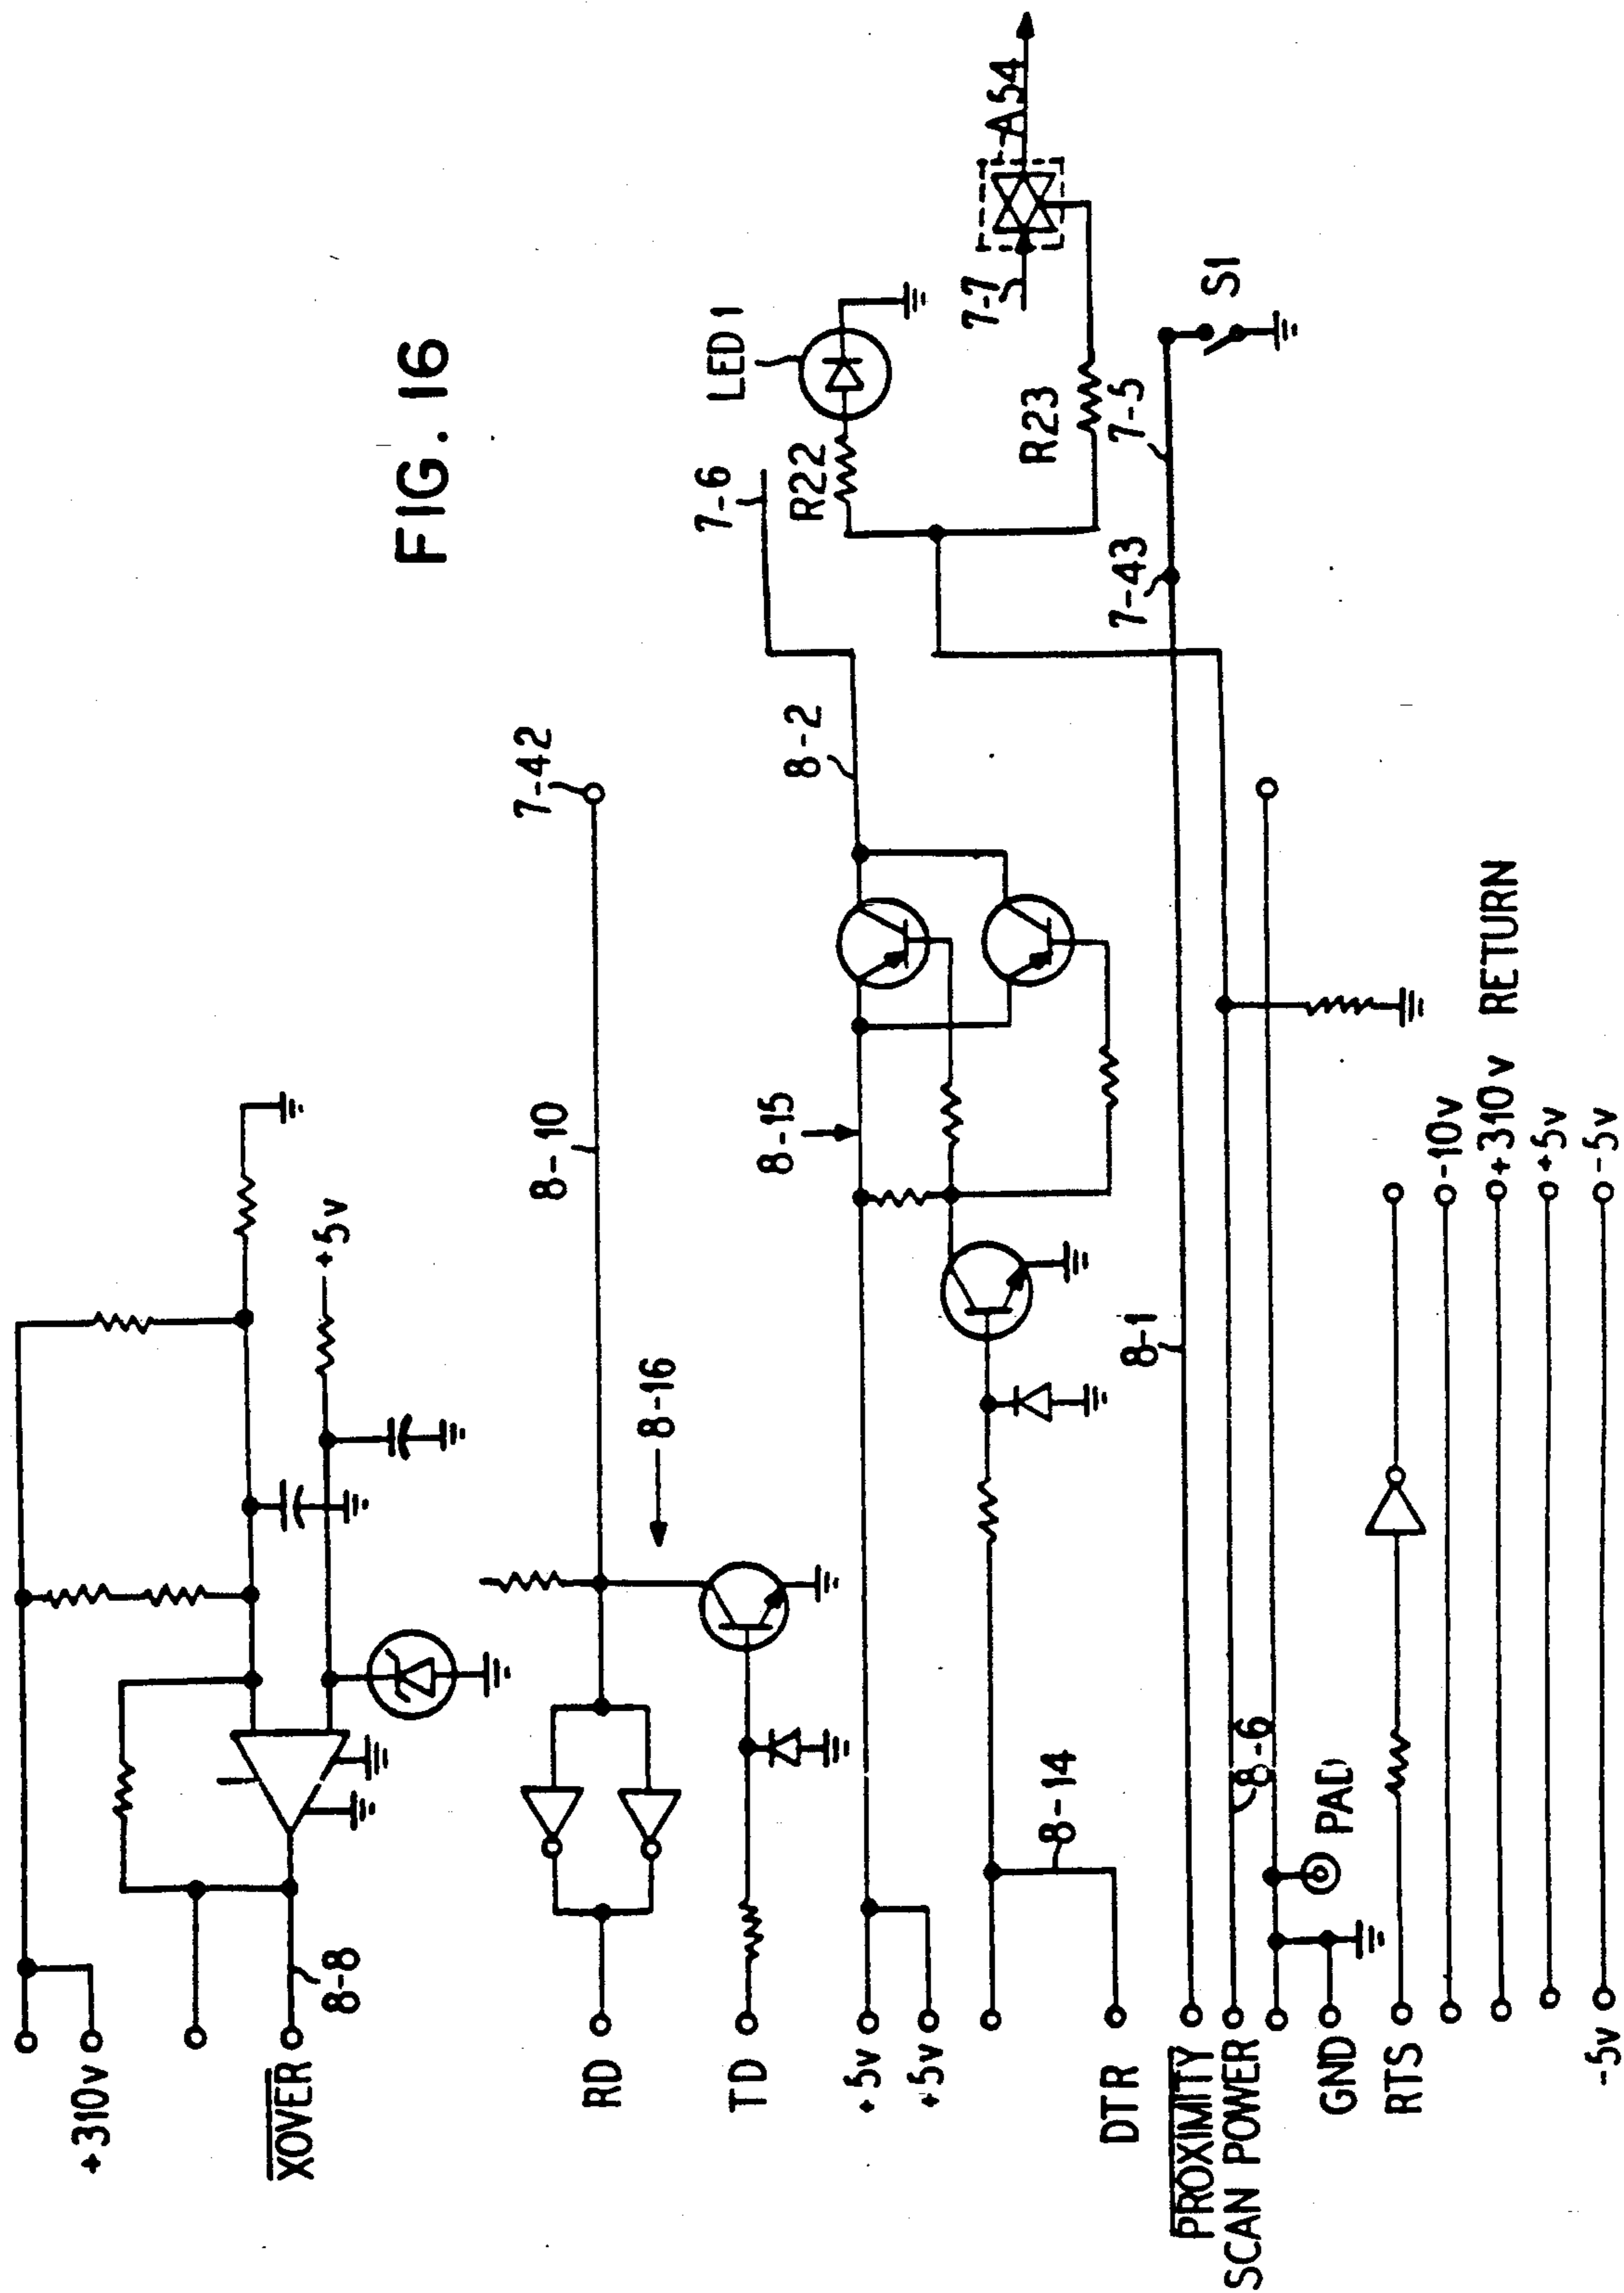 FIG. 16
+310v
XOVER
8-8
+5v
RD
8-10
7-42
8-16
TD
+5v
+5v
8-15
8-2
7-6
R22
LED 1
DTR
8-14
7-7
A54
R23
PROXIMITY
8-1
7-43
7-5
S1
SCAN POWER
8-6
GND
PAD
RTS
-10v
+310v RETURN
+5v
-5v
-5v